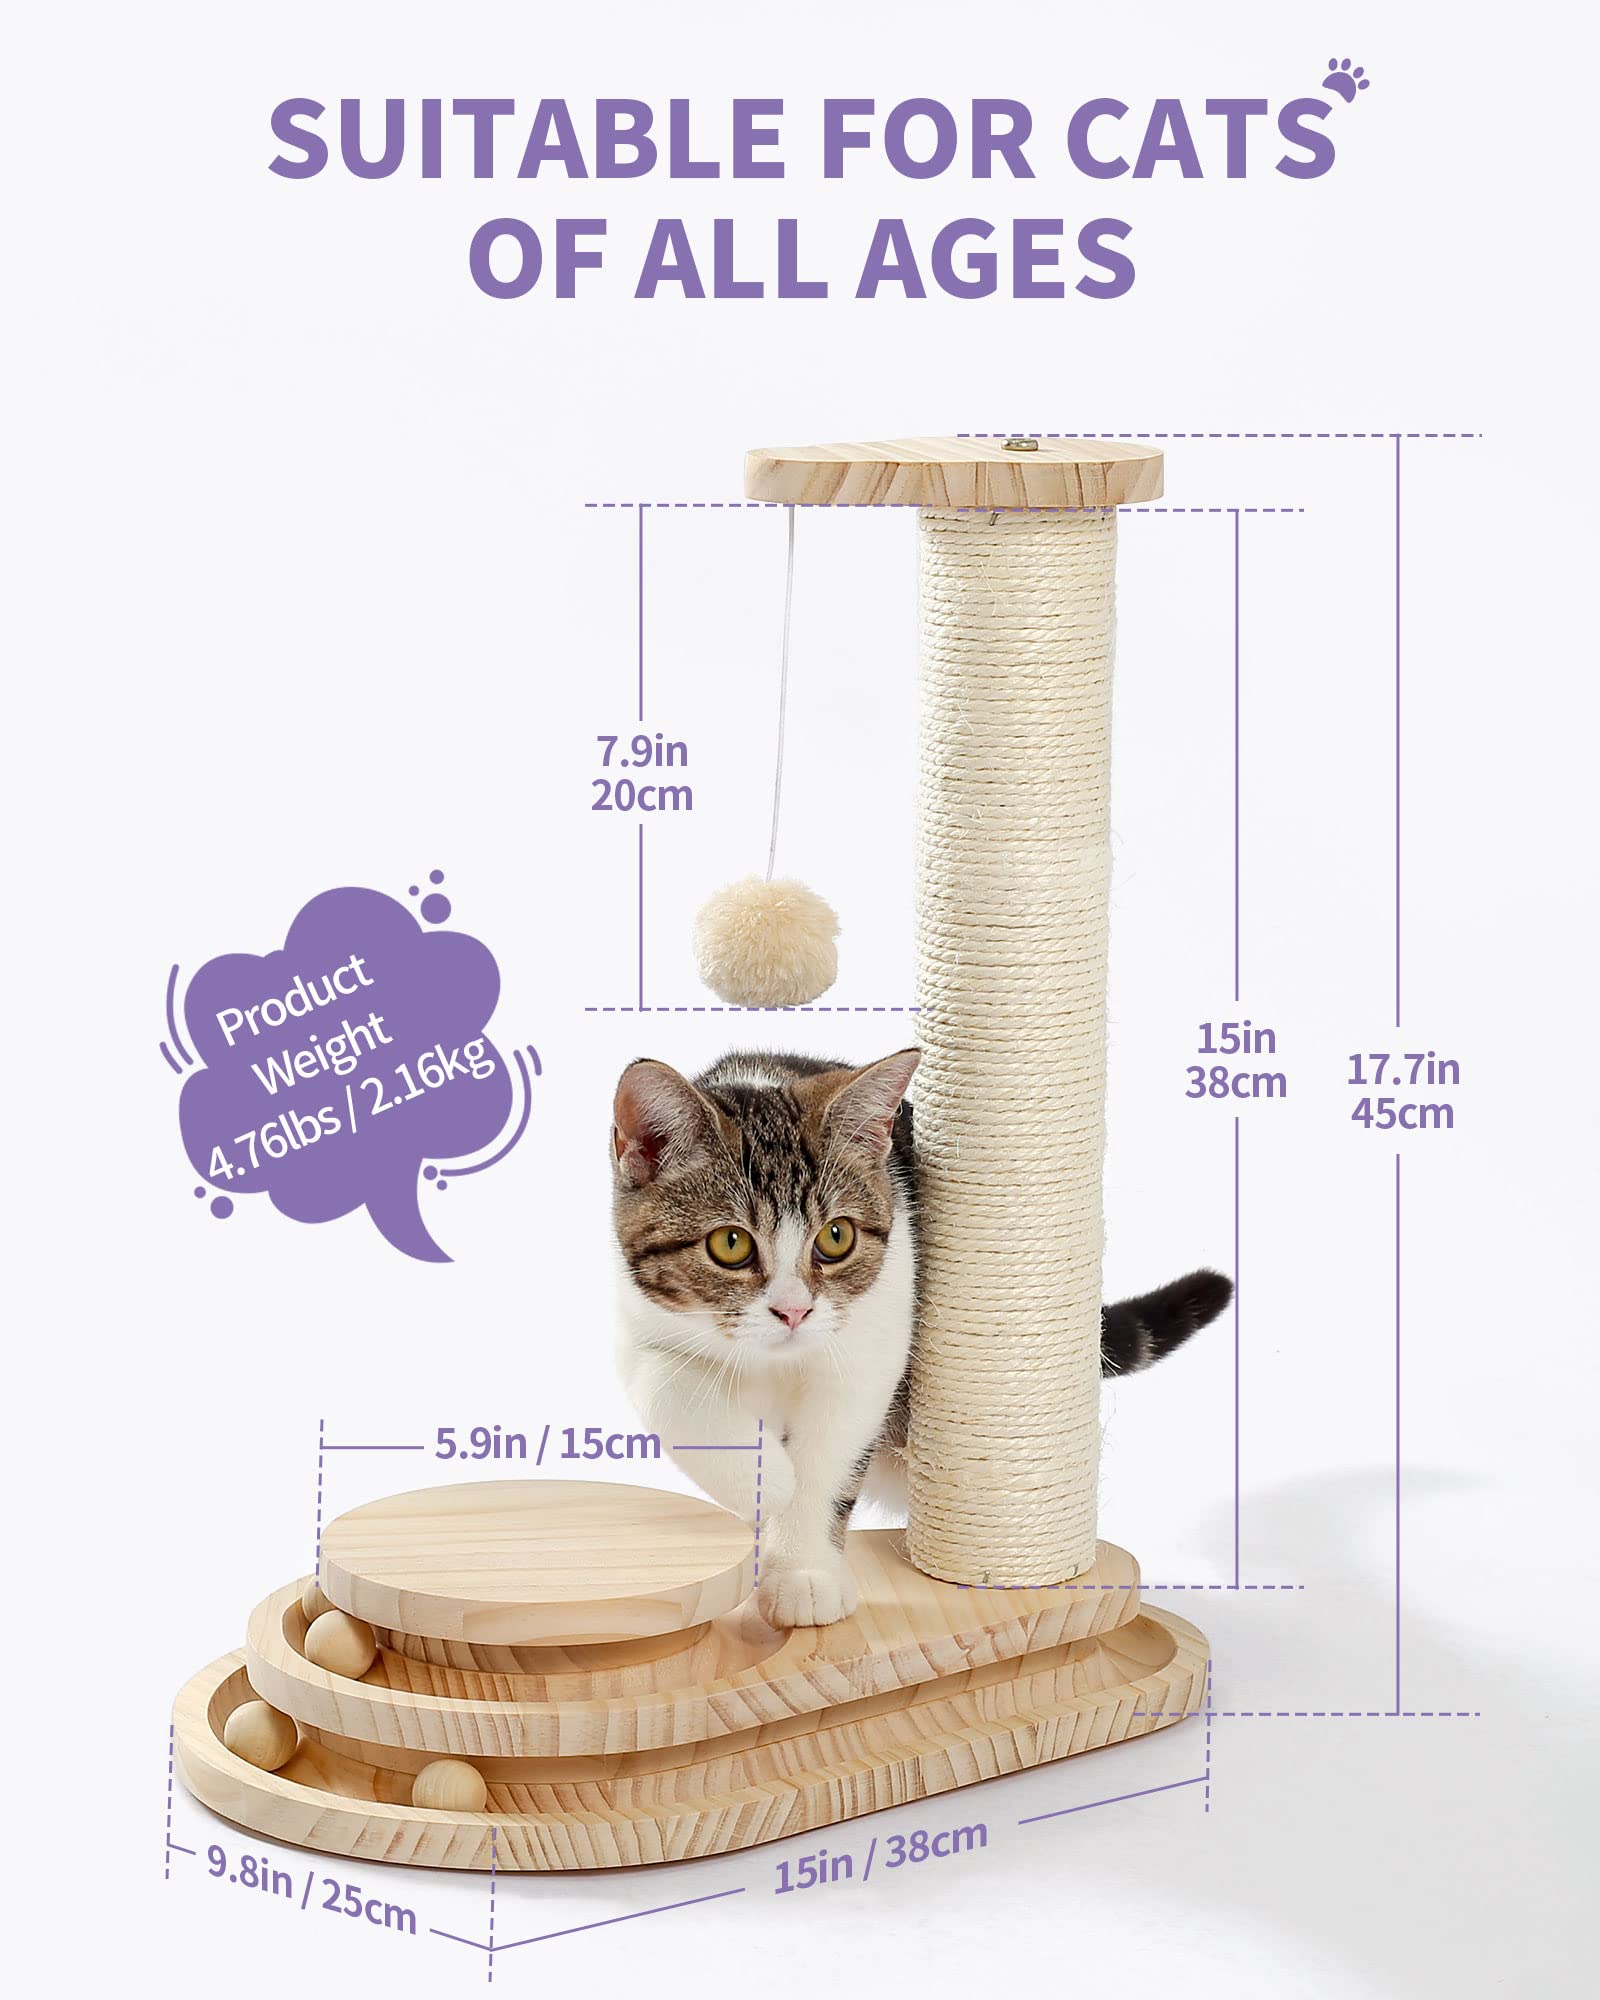 SUITABLE FOR CATS
OF ALL AGES
7.9in
20cm
Product
Weight
4.76lbs / 2.16kg
15in
38cm
17.7in
45cm
5.9in / 15cm
9.8in / 25cm
15in / 38cm